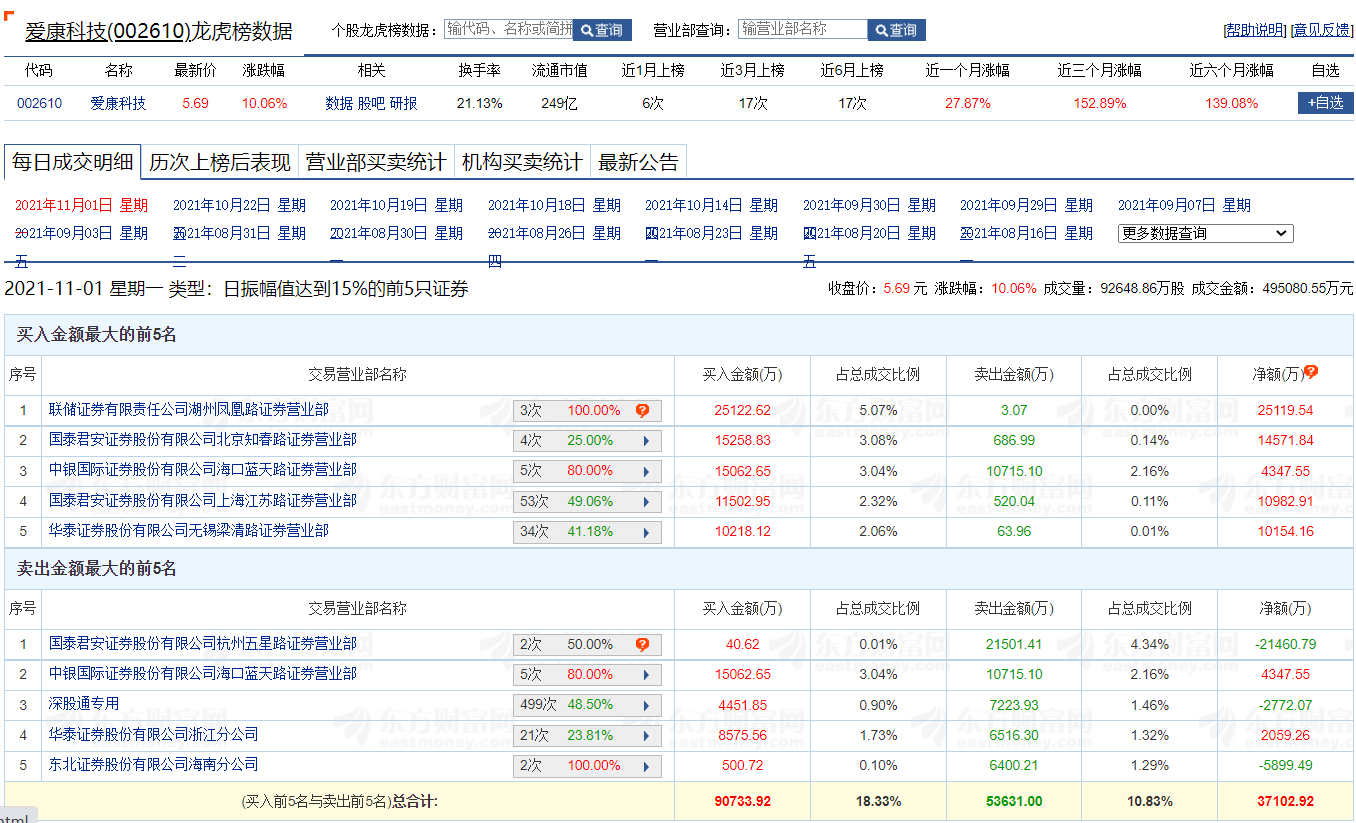 爱康科技(002610)龙虎榜数据 个股龙虎榜数据： 输代码、名称或简拼 查询 营业部查询： 输营业部名称 查询 [帮助说明] [意见反馈]
代码 名称 最新价 涨跌幅 相关 换手率 流通市值 近1月上榜 近3月上榜 近6月上榜 近一个月涨幅 近三个月涨幅 近六个月涨幅 自选
002610 爱康科技 5.69 10.06% 数据 股吧 研报 21.13% 249亿 6次 17次 17次 27.87% 152.89% 139.08% +自选
每日成交明细 历次上榜后表现 营业部买卖统计 机构买卖统计 最新公告
2021年11月01日 星期 2021年10月22日 星期 2021年10月19日 星期 2021年10月18日 星期 2021年10月14日 星期 2021年09月30日 星期 2021年09月29日 星期 2021年09月07日 星期
2021年09月03日 星期 2021年08月31日 星期 2021年08月30日 星期 2021年08月26日 星期 2021年08月23日 星期 2021年08月20日 星期 2021年08月16日 星期 更多数据查询
五 二 一 四 一 五 一
2021-11-01 星期一 类型：日振幅值达到15%的前5只证券 收盘价：5.69 元 涨跌幅：10.06% 成交量：92648.86万股 成交金额：495080.55万元
买入金额最大的前5名
序号 交易营业部名称 买入金额(万) 占总成交比例 卖出金额(万) 占总成交比例 净额(万)
1 联储证券有限责任公司湖州凤凰路证券营业部 3次 100.00% 25122.62 5.07% 3.07 0.00% 25119.54
2 国泰君安证券股份有限公司北京知春路证券营业部 4次 25.00% 15258.83 3.08% 686.99 0.14% 14571.84
3 中银国际证券股份有限公司海口蓝天路证券营业部 5次 80.00% 15062.65 3.04% 10715.10 2.16% 4347.55
4 国泰君安证券股份有限公司上海江苏路证券营业部 53次 49.06% 11502.95 2.32% 520.04 0.11% 10982.91
5 华泰证券股份有限公司无锡梁清路证券营业部 34次 41.18% 10218.12 2.06% 63.96 0.01% 10154.16
卖出金额最大的前5名
序号 交易营业部名称 买入金额(万) 占总成交比例 卖出金额(万) 占总成交比例 净额(万)
1 国泰君安证券股份有限公司杭州五星路证券营业部 2次 50.00% 40.62 0.01% 21501.41 4.34% -21460.79
2 中银国际证券股份有限公司海口蓝天路证券营业部 5次 80.00% 15062.65 3.04% 10715.10 2.16% 4347.55
3 深股通专用 499次 48.50% 4451.85 0.90% 7223.93 1.46% -2772.07
4 华泰证券股份有限公司浙江分公司 21次 23.81% 8575.56 1.73% 6516.30 1.32% 2059.26
5 东北证券股份有限公司海南分公司 2次 100.00% 500.72 0.10% 6400.21 1.29% -5899.49
(买入前5名与卖出前5名)总合计: 90733.92 18.33% 53631.00 10.83% 37102.92